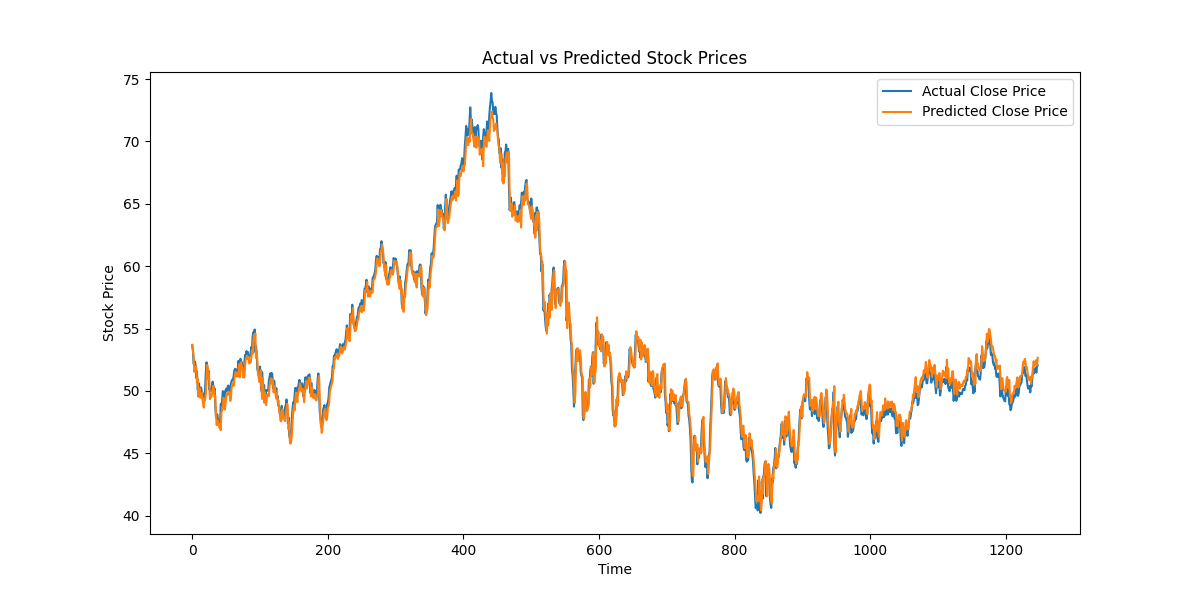 Actual vs Predicted Stock Prices
75
70
65
60
55
50
45
40
Stock Price
Actual Close Price
Predicted Close Price
0 200 400 600 800 1000 1200
Time